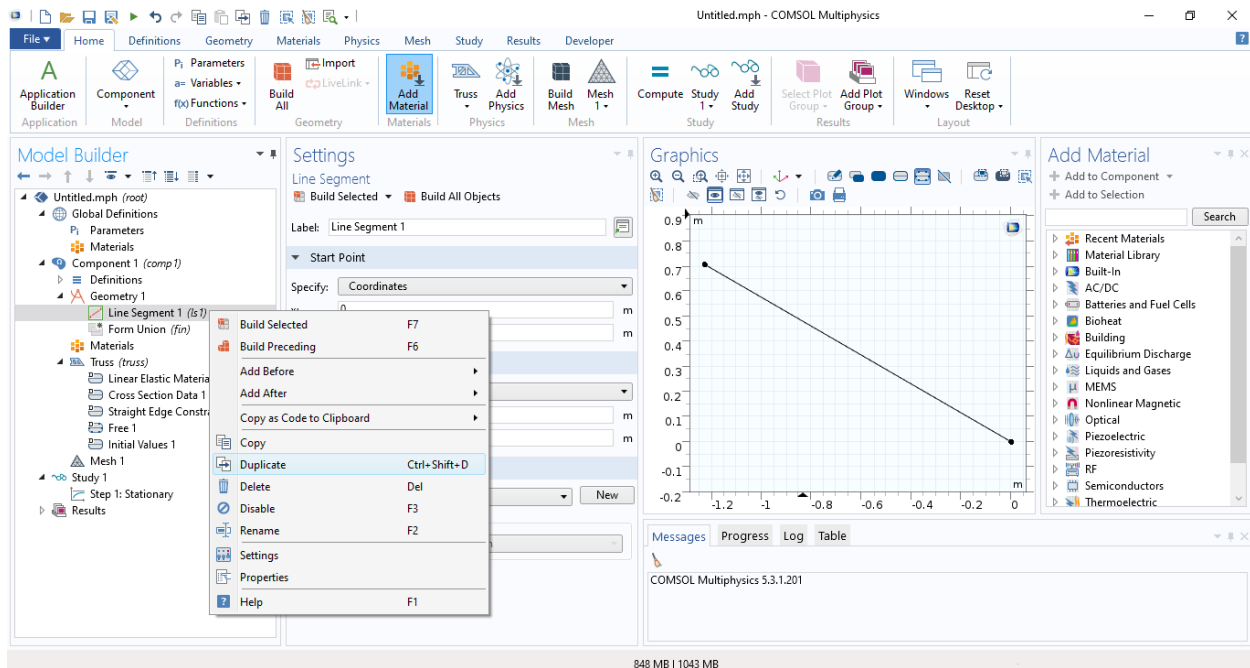 Untitled.mph - COMSOL Multiphysics
File Home Definitions Geometry Materials Physics Mesh Study Results Developer
A
Application Builder
Application
Component
Model
Pi Parameters
a= Variables
f(x) Functions
Definitions
Build All
Import
LiveLink
Geometry
Add Material
Materials
Truss
Add Physics
Physics
Build Mesh
Mesh 1
Mesh
Compute
Study 1
Add Study
Study
Select Plot Group
Add Plot Group
Results
Windows
Reset Desktop
Layout
Model Builder
Untitled.mph (root)
Global Definitions
Pi Parameters
Materials
Component 1 (comp1)
Definitions
Geometry 1
Line Segment 1 (ls1)
Form Union (fin)
Materials
Truss (truss)
Linear Elastic Materia
Cross Section Data 1
Straight Edge Constra
Free 1
Initial Values 1
Mesh 1
Study 1
Step 1: Stationary
Results
Build Selected F7
Build Preceding F6
Add Before
Add After
Copy as Code to Clipboard
Copy
Duplicate Ctrl+Shift+D
Delete Del
Disable F3
Rename F2
Settings
Properties
Help F1
Settings
Line Segment
Build Selected Build All Objects
Label: Line Segment 1
Start Point
Specify: Coordinates
0 m
m
m
m
New
Graphics
m
0.9
0.8
0.7
0.6
0.5
0.4
0.3
0.2
0.1
0
-0.1
-0.2
m
-1.2 -1 -0.8 -0.6 -0.4 -0.2 0
Messages Progress Log Table
COMSOL Multiphysics 5.3.1.201
Add Material
Add to Component
Add to Selection
Search
Recent Materials
Material Library
Built-In
AC/DC
Batteries and Fuel Cells
Bioheat
Building
Equilibrium Discharge
Liquids and Gases
MEMS
Nonlinear Magnetic
Optical
Piezoelectric
Piezoresistivity
RF
Semiconductors
Thermoelectric
848 MB | 1043 MB